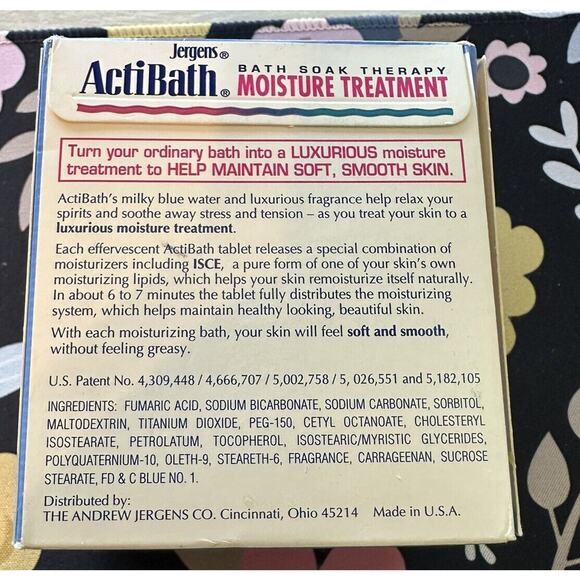 Jergens®
ActiBath® BATH SOAK THERAPY
MOISTURE TREATMENT
Turn your ordinary bath into a LUXURIOUS moisture
treatment to HELP MAINTAIN SOFT, SMOOTH SKIN.
ActiBath's milky blue water and luxurious fragrance help relax your
spirits and soothe away stress and tension – as you treat your skin to a
luxurious moisture treatment.
Each effervescent ActiBath tablet releases a special combination of
moisturizers including ISCE, a pure form of one of your skin's own
moisturizing lipids, which helps your skin remoisturize itself naturally.
In about 6 to 7 minutes the tablet fully distributes the moisturizing
system, which helps maintain healthy looking, beautiful skin.
With each moisturizing bath, your skin will feel soft and smooth,
without feeling greasy.
U.S. Patent No. 4,309,448 / 4,666,707 / 5,002,758 / 5, 026,551 and 5,182,105
INGREDIENTS: FUMARIC ACID, SODIUM BICARBONATE, SODIUM CARBONATE, SORBITOL,
MALTODEXTRIN, TITANIUM DIOXIDE, PEG-150, CETYL OCTANOATE, CHOLESTERYL
ISOSTEARATE, PETROLATUM, TOCOPHEROL, ISOSTEARIC/MYRISTIC GLYCERIDES,
POLYQUATERNIUM-10, OLETH-9, STEARETH-6, FRAGRANCE, CARRAGEENAN, SUCROSE
STEARATE, FD & C BLUE NO. 1.
Distributed by:
THE ANDREW JERGENS CO. Cincinnati, Ohio 45214 Made in U.S.A.